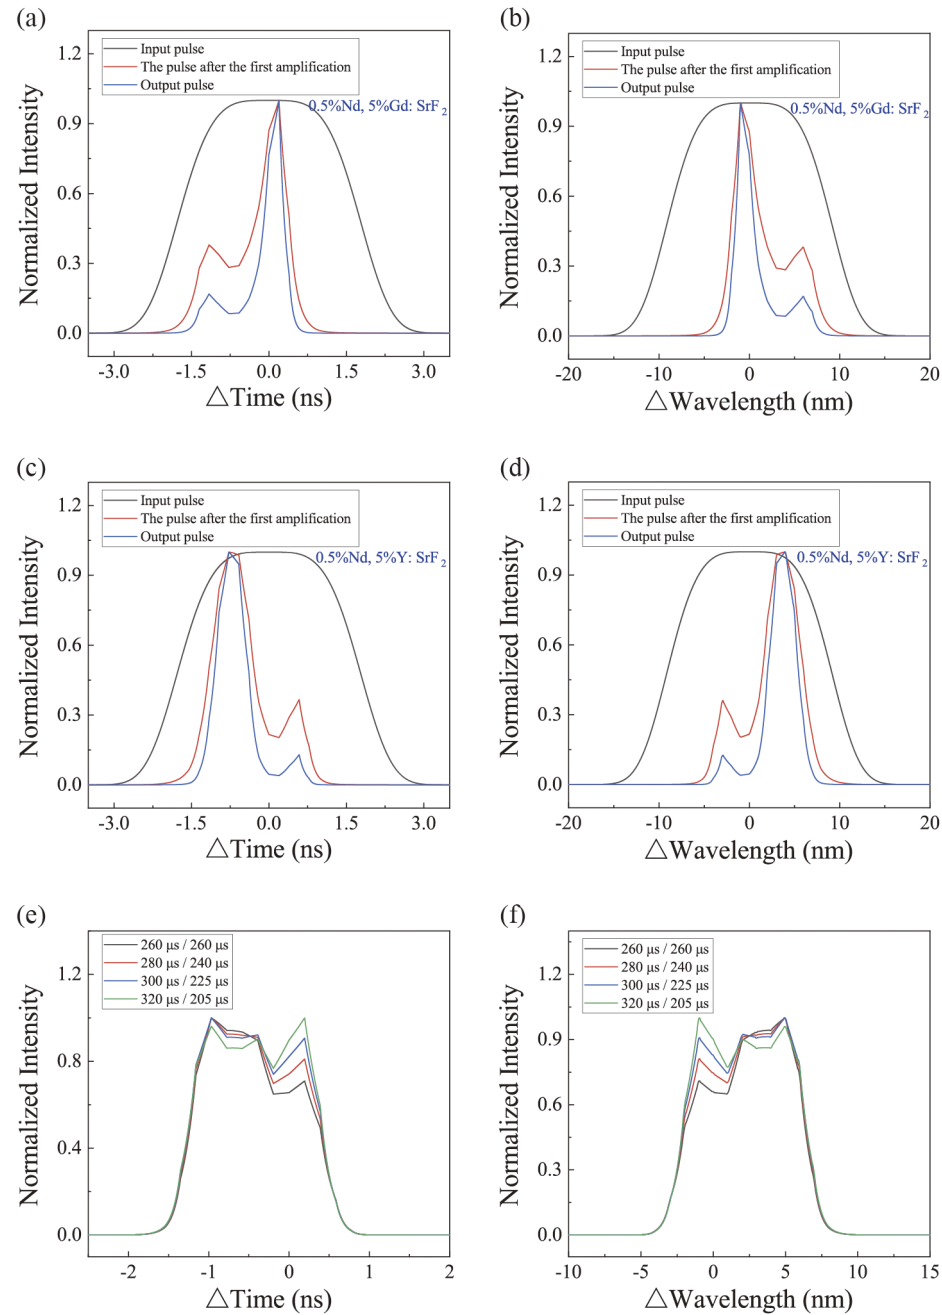 (a)
Normalized Intensity
1.2
0.9
0.6
0.3
0.0
Input pulse
The pulse after the first amplification
Output pulse
0.5%Nd, 5%Gd: SrF2
-3.0 -1.5 0.0 1.5 3.0
△Time (ns)
(b)
Normalized Intensity
1.2
0.9
0.6
0.3
0.0
Input pulse
The pulse after the first amplification
Output pulse
0.5%Nd, 5%Gd: SrF2
-20 -10 0 10 20
△Wavelength (nm)
(c)
Normalized Intensity
1.2
0.9
0.6
0.3
0.0
Input pulse
The pulse after the first amplification
Output pulse
0.5%Nd, 5%Y: SrF2
-3.0 -1.5 0.0 1.5 3.0
△Time (ns)
(d)
Normalized Intensity
1.2
0.9
0.6
0.3
0.0
Input pulse
The pulse after the first amplification
Output pulse
0.5%Nd, 5%Y: SrF2
-20 -10 0 10 20
△Wavelength (nm)
(e)
Normalized Intensity
1.2
0.8
0.4
0.0
260 μs / 260 μs
280 μs / 240 μs
300 μs / 225 μs
320 μs / 205 μs
-2 -1 0 1 2
△Time (ns)
(f)
Normalized Intensity
1.2
0.9
0.6
0.3
0.0
260 μs / 260 μs
280 μs / 240 μs
300 μs / 225 μs
320 μs / 205 μs
-10 -5 0 5 10 15
△Wavelength (nm)